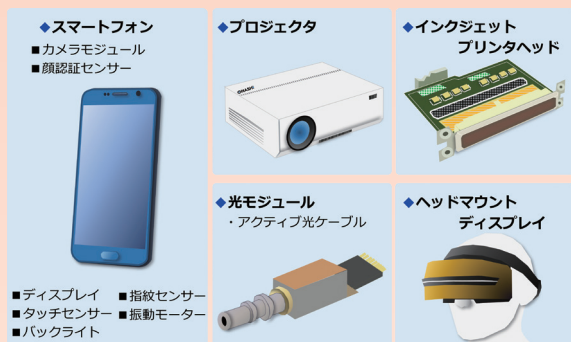 ◆スマートフォン
■カメラモジュール
■顔認証センサー
■ディスプレイ ■指紋センサー
■タッチセンサー ■振動モーター
■バックライト
◆プロジェクタ
◆インクジェット
プリンタヘッド
◆光モジュール
・アクティブ光ケーブル
◆ヘッドマウント
ディスプレイ